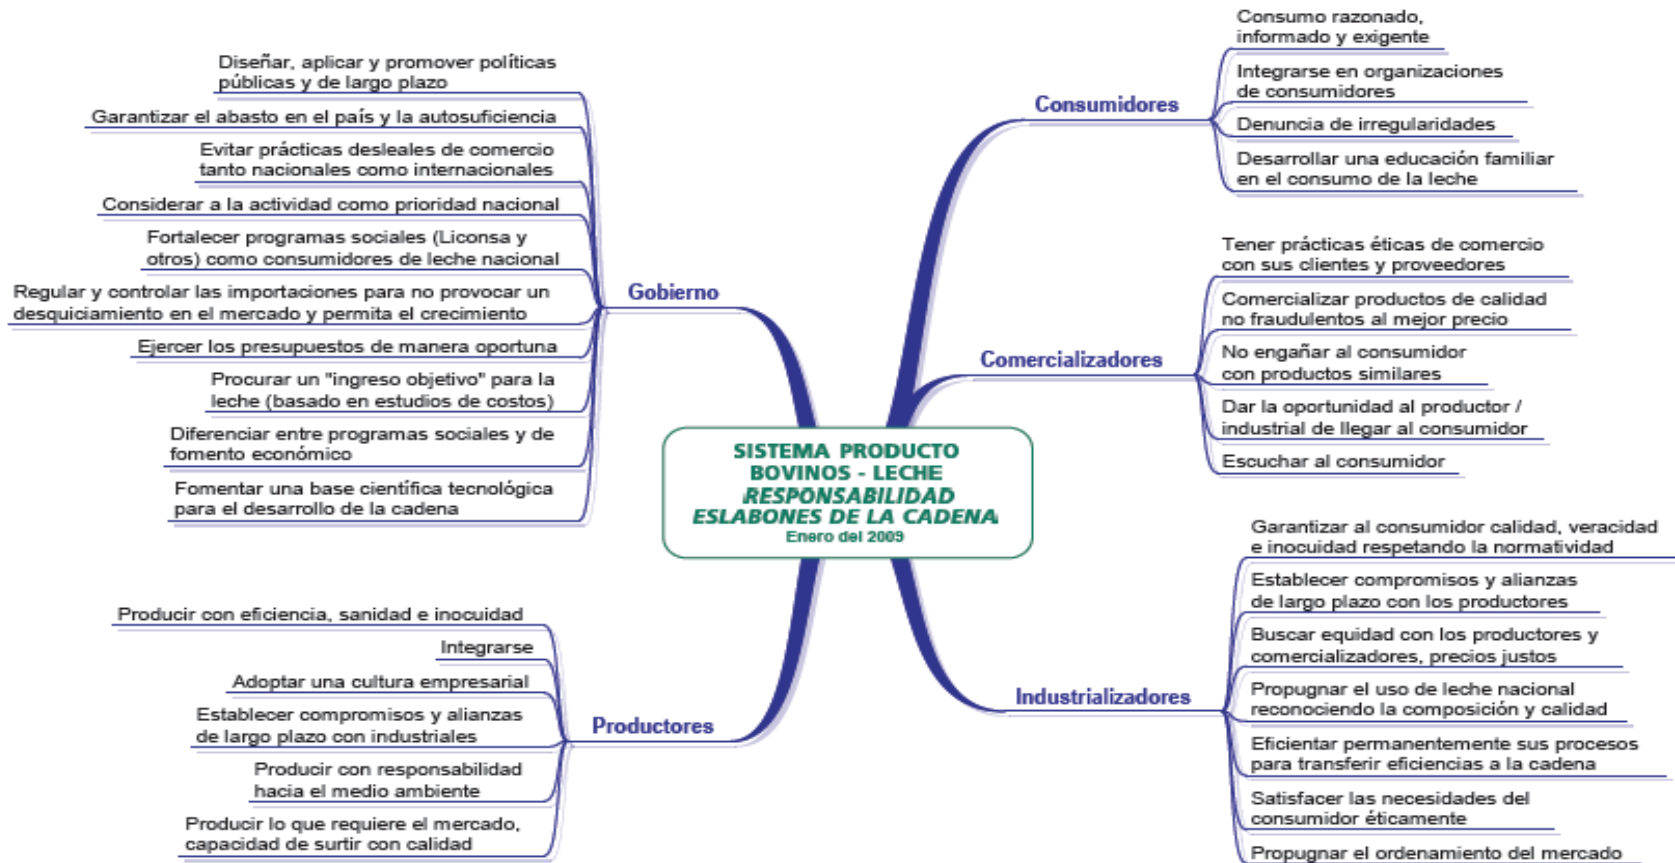 SISTEMA PRODUCTO
BOVINOS - LECHE
RESPONSABILIDAD
ESLABONES DE LA CADENA
Enero del 2009
Gobierno
Diseñar, aplicar y promover políticas
públicas y de largo plazo
Garantizar el abasto en el país y la autosuficiencia
Evitar prácticas desleales de comercio
tanto nacionales como internacionales
Considerar a la actividad como prioridad nacional
Fortalecer programas sociales (Liconsa y
otros) como consumidores de leche nacional
Regular y controlar las importaciones para no provocar un
desquiciamiento en el mercado y permita el crecimiento
Ejercer los presupuestos de manera oportuna
Procurar un "ingreso objetivo" para la
leche (basado en estudios de costos)
Diferenciar entre programas sociales y de
fomento económico
Fomentar una base científica tecnológica
para el desarrollo de la cadena
Productores
Producir con eficiencia, sanidad e inocuidad
Integrarse
Adoptar una cultura empresarial
Establecer compromisos y alianzas
de largo plazo con industriales
Producir con responsabilidad
hacia el medio ambiente
Producir lo que requiere el mercado,
capacidad de surtir con calidad
Consumidores
Consumo razonado,
informado y exigente
Integrarse en organizaciones
de consumidores
Denuncia de irregularidades
Desarrollar una educación familiar
en el consumo de la leche
Comercializadores
Tener prácticas éticas de comercio
con sus clientes y proveedores
Comercializar productos de calidad
no fraudulentos al mejor precio
No engañar al consumidor
con productos similares
Dar la oportunidad al productor /
industrial de llegar al consumidor
Escuchar al consumidor
Industrializadores
Garantizar al consumidor calidad, veracidad
e inocuidad respetando la normatividad
Establecer compromisos y alianzas
de largo plazo con los productores
Buscar equidad con los productores y
comercializadores, precios justos
Propugnar el uso de leche nacional
reconociendo la composición y calidad
Eficientar permanentemente sus procesos
para transferir eficiencias a la cadena
Satisfacer las necesidades del
consumidor éticamente
Propugnar el ordenamiento del mercado